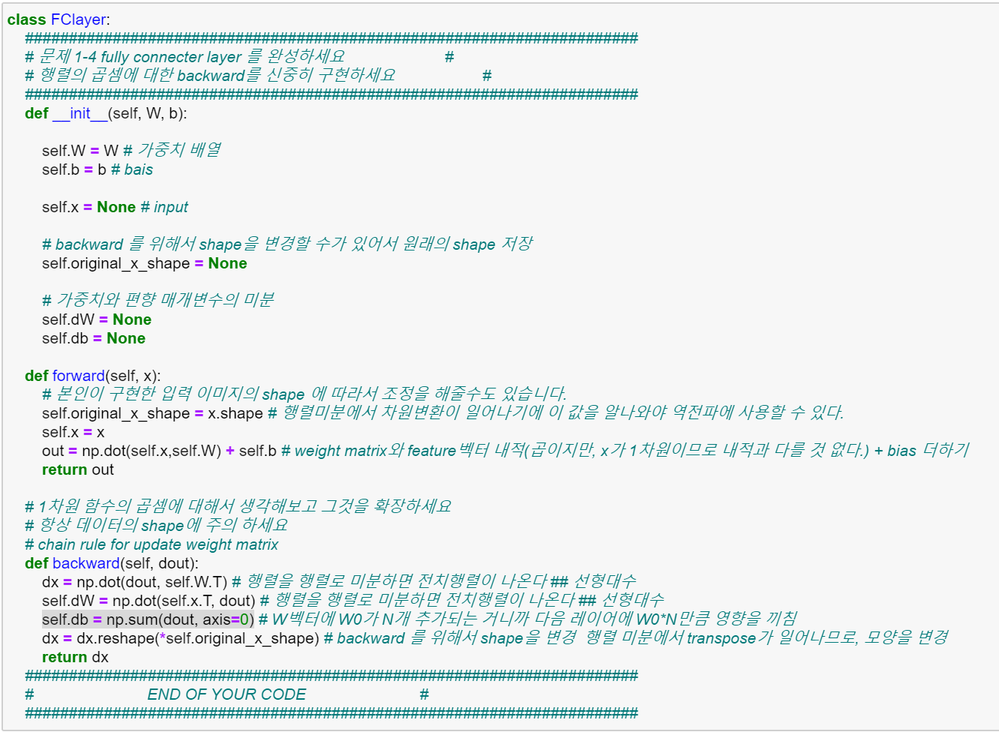 class FClayer:
######################################################################
# 문제 1-4 fully connecter layer 를 완성하세요 #
# 행렬의 곱셈에 대한 backward를 신중히 구현하세요 #
######################################################################
def __init__(self, W, b):
self.W = W # 가중치 배열
self.b = b # bais
self.x = None # input
# backward 를 위해서 shape을 변경할 수가 있어서 원래의 shape 저장
self.original_x_shape = None
# 가중치와 편향 매개변수의 미분
self.dW = None
self.db = None
def forward(self, x):
# 본인이 구현한 입력 이미지의 shape 에 따라서 조정을 해줄수도 있습니다.
self.original_x_shape = x.shape # 행렬미분에서 차원변환이 일어나기에 이 값을 알나와야 역전파에 사용할 수 있다.
self.x = x
out = np.dot(self.x,self.W) + self.b # weight matrix와 feature벡터 내적(곱이지만, x가 1차원이므로 내적과 다를 것 없다.) + bias 더하기
return out
# 1차원 함수의 곱셈에 대해서 생각해보고 그것을 확장하세요
# 항상 데이터의 shape에 주의 하세요
# chain rule for update weight matrix
def backward(self, dout):
dx = np.dot(dout, self.W.T) # 행렬을 행렬로 미분하면 전치행렬이 나온다 ## 선형대수
self.dW = np.dot(self.x.T, dout) # 행렬을 행렬로 미분하면 전치행렬이 나온다 ## 선형대수
self.db = np.sum(dout, axis=0) # W벡터에 W0가 N개 추가되는 거니까 다음 레이어에 W0*N만큼 영향을 끼침
dx = dx.reshape(*self.original_x_shape) # backward 를 위해서 shape을 변경 행렬 미분에서 transpose가 일어나므로, 모양을 변경
return dx
######################################################################
# END OF YOUR CODE #
######################################################################